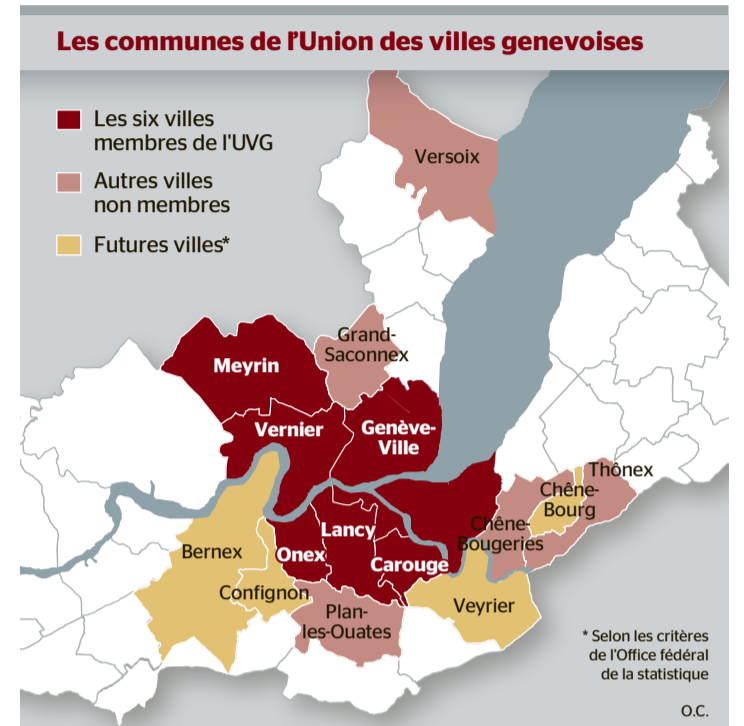 Les communes de l'Union des villes genevoises
Les six villes
membres de l'UVG
Autres villes
non membres
Futures villes*
Versoix
Grand-
Saconnex
Meyrin
Vernier
Genève-
Ville
Thônex
Chêne-
Bourg
Chêne-
Bougeries
Lancy
Onex
Carouge
Bernex
Confignon
Veyrier
Plan-
les-Ouates
* Selon les critères
de l'Office fédéral
de la statistique
O.C.